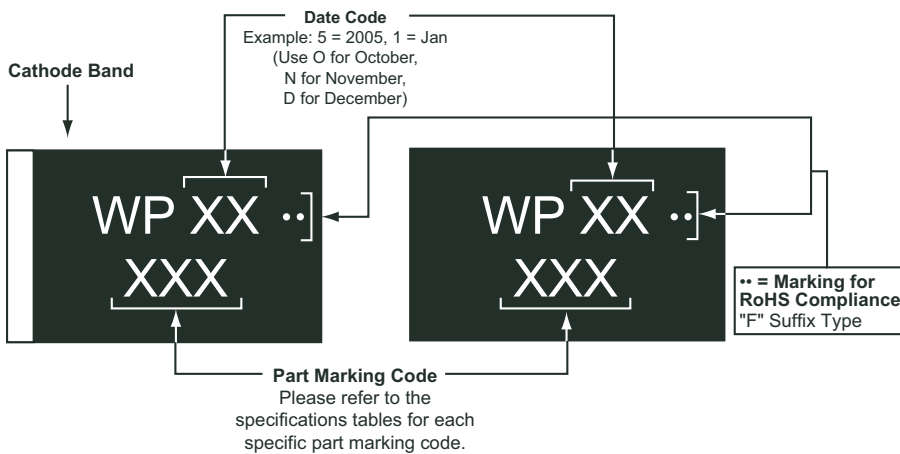 Date Code
Example: 5 = 2005, 1 = Jan
(Use O for October,
N for November,
D for December)
Cathode Band
WP XX ••
XXX
WP XX ••
XXX
•• = Marking for
RoHS Compliance
"F" Suffix Type
Part Marking Code
Please refer to the
specifications tables for each
specific part marking code.